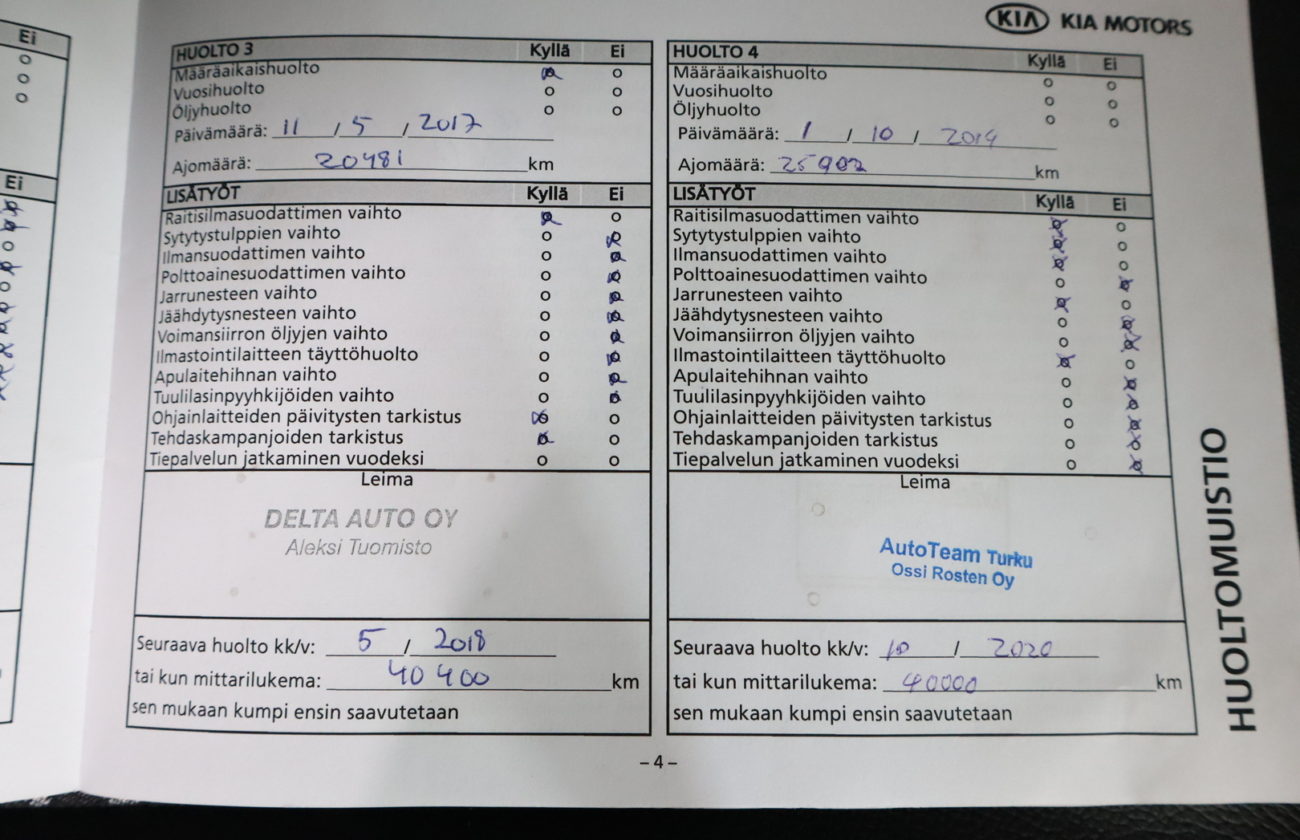 KIA KIA MOTORS
Ei
Ei
HUOLTO 3 Kyllä Ei
Määräaikaishuolto
Vuosihuolto
Öljyhuolto
Päivämäärä: 11 / 5 / 2017
Ajomäärä: 20481 km
LISÄTYÖT Kyllä Ei
Raitisilmasuodattimen vaihto
Sytytystulppien vaihto
Ilmansuodattimen vaihto
Polttoainesuodattimen vaihto
Jarrunesteen vaihto
Jäähdytysnesteen vaihto
Voimansiirron öljyjen vaihto
Ilmastointilaitteen täyttöhuolto
Apulaitehihnan vaihto
Tuulilasinpyyhkijöiden vaihto
Ohjainlaitteiden päivitysten tarkistus
Tehdaskampanjoiden tarkistus
Tiepalvelun jatkaminen vuodeksi
Leima
DELTA AUTO OY
Aleksi Tuomisto
Seuraava huolto kk/v: 5 / 2018
tai kun mittarilukema: 40 400 km
sen mukaan kumpi ensin saavutetaan
HUOLTO 4 Kyllä Ei
Määräaikaishuolto
Vuosihuolto
Öljyhuolto
Päivämäärä: 1 / 10 / 2019
Ajomäärä: 25902 km
LISÄTYÖT Kyllä Ei
Raitisilmasuodattimen vaihto
Sytytystulppien vaihto
Ilmansuodattimen vaihto
Polttoainesuodattimen vaihto
Jarrunesteen vaihto
Jäähdytysnesteen vaihto
Voimansiirron öljyjen vaihto
Ilmastointilaitteen täyttöhuolto
Apulaitehihnan vaihto
Tuulilasinpyyhkijöiden vaihto
Ohjainlaitteiden päivitysten tarkistus
Tehdaskampanjoiden tarkistus
Tiepalvelun jatkaminen vuodeksi
Leima
AutoTeam Turku
Ossi Rosten Oy
Seuraava huolto kk/v: 10 / 2020
tai kun mittarilukema: 40000 km
sen mukaan kumpi ensin saavutetaan
HUOLTOMUISTIO
– 4 –